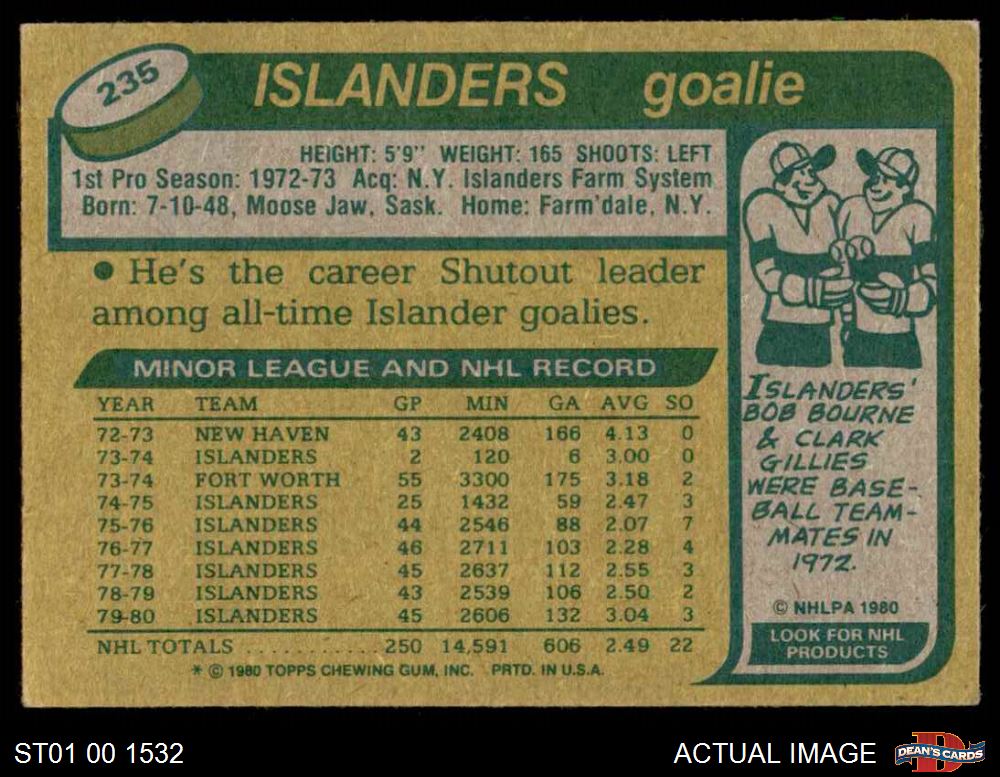 235
ISLANDERS goalie
HEIGHT: 5'9" WEIGHT: 165 SHOOTS: LEFT
1st Pro Season: 1972-73 Acq: N.Y. Islanders Farm System
Born: 7-10-48, Moose Jaw, Sask. Home: Farm'dale, N.Y.
● He's the career Shutout leader
among all-time Islander goalies.
MINOR LEAGUE AND NHL RECORD
YEAR TEAM GP MIN GA AVG SO
72-73 NEW HAVEN 43 2408 166 4.13 0
73-74 ISLANDERS 2 120 6 3.00 0
73-74 FORT WORTH 55 3300 175 3.18 2
74-75 ISLANDERS 25 1432 59 2.47 3
75-76 ISLANDERS 44 2546 88 2.07 7
76-77 ISLANDERS 46 2711 103 2.28 4
77-78 ISLANDERS 45 2637 112 2.55 3
78-79 ISLANDERS 43 2539 106 2.50 2
79-80 ISLANDERS 45 2606 132 3.04 3
NHL TOTALS ........... 250 14,591 606 2.49 22
* © 1980 TOPPS CHEWING GUM, INC. PRTD. IN U.S.A.
ISLANDERS'
BOB BOURNE
& CLARK
GILLIES
WERE BASE-
BALL TEAM-
MATES IN
1972.
© NHLPA 1980
LOOK FOR NHL
PRODUCTS
ST01 00 1532
ACTUAL IMAGE
DEAN'S CARDS